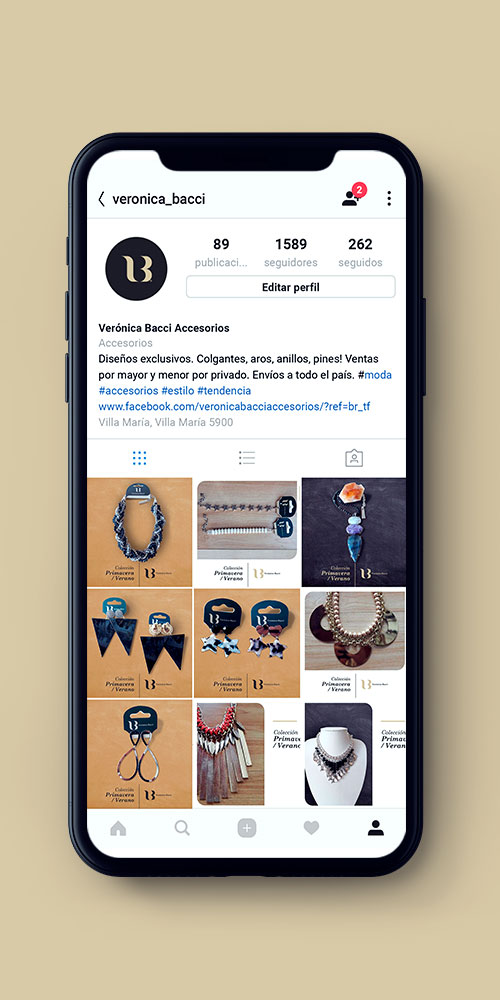 veronica_bacci
2
89 1589 262
publicaci... seguidores seguidos
Editar perfil
Verónica Bacci Accesorios
Accesorios
Diseños exclusivos. Colgantes, aros, anillos, pines! Ventas
por mayor y menor por privado. Envíos a todo el país. #moda
#accesorios #estilo #tendencia
www.facebook.com/veronicabacciaccesorios/?ref=br_tf
Villa María, Villa María 5900
Colección
Primavera
/ Verano
Colección
Primavera
/ Verano
Colección
Primavera
/ Verano
Colección
Primavera
/ Verano
Colección
Primavera
/ Verano
Colección
Primavera
/ Verano
Colección
Primavera
/ Verano
Colección
Primavera
/ Verano
Colección